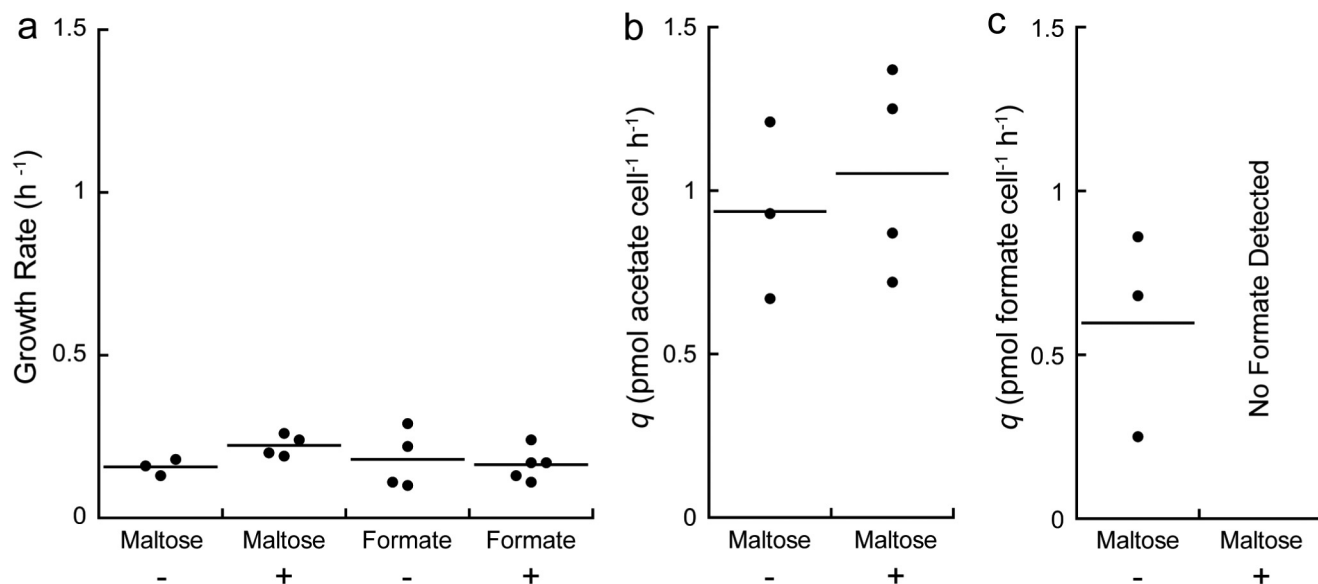 a
1.5
1
0.5
0
Growth Rate (h⁻¹)
Maltose Maltose Formate Formate
- + - +
b
1.5
1
0.5
0
q (pmol acetate cell⁻¹ h⁻¹)
Maltose Maltose
- +
c
1.5
1
0.5
0
q (pmol formate cell⁻¹ h⁻¹)
No Formate Detected
Maltose Maltose
- +